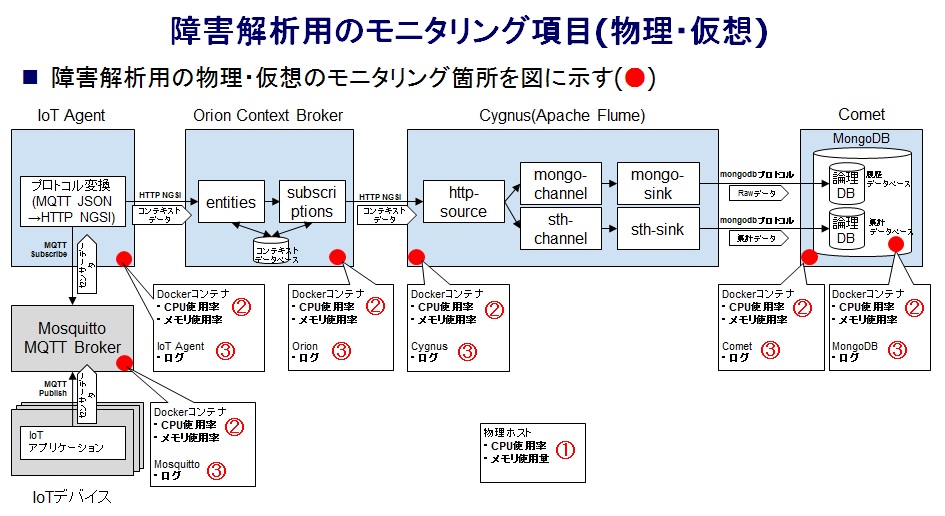 障害解析用のモニタリング項目(物理・仮想)
■ 障害解析用の物理・仮想のモニタリング箇所を図に示す(●)
IoT Agent
Orion Context Broker
Cygnus(Apache Flume)
Comet
MongoDB
プロトコル変換
(MQTT JSON
→HTTP NGSI)
HTTP NGSI
コンテキスト
データ
entities
subscri
ptions
コンテキスト
データベース
HTTP NGSI
コンテキスト
データ
http-
source
mongo-
channel
mongo-
sink
sth-
channel
sth-sink
mongodbプロトコル
Rawデータ
mongodbプロトコル
集計データ
論理
DB
履歴
データベース
論理
DB
集計
データベース
MQTT
Subscribe
センサ
データ
Mosquitto
MQTT Broker
MQTT
Publish
センサ
データ
IoT
アプリケーション
IoTデバイス
Dockerコンテナ
・CPU使用率
・メモリ使用率
②
IoT Agent
・ログ
③
Dockerコンテナ
・CPU使用率
・メモリ使用率
②
Orion
・ログ
③
Dockerコンテナ
・CPU使用率
・メモリ使用率
②
Cygnus
・ログ
③
Dockerコンテナ
・CPU使用率
・メモリ使用率
②
Comet
・ログ
③
Dockerコンテナ
・CPU使用率
・メモリ使用率
②
MongoDB
・ログ
③
Dockerコンテナ
・CPU使用率
・メモリ使用率
②
Mosquitto
・ログ
③
物理ホスト
・CPU使用率
・メモリ使用量
①